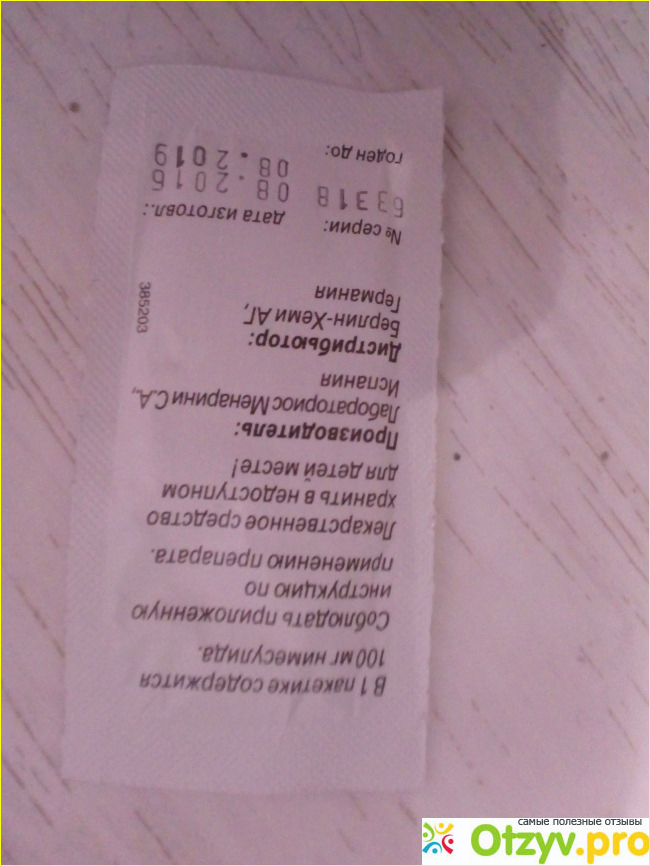 В 1 пакетике содержится
100 мг нимесулида.
Соблюдать приложенную
инструкцию по
применению препарата.
Лекарственное средство
хранить в недоступном
для детей месте!
Производитель:
Лабораториос Менарини С.А.,
Испания
Дистрибьютор:
Берлин-Хеми АГ,
Германия
385203
№ серии: дата изготовл.:
63318 08.2016
годен до: 08.2019
самые полезные отзывы
Otzyv.pro